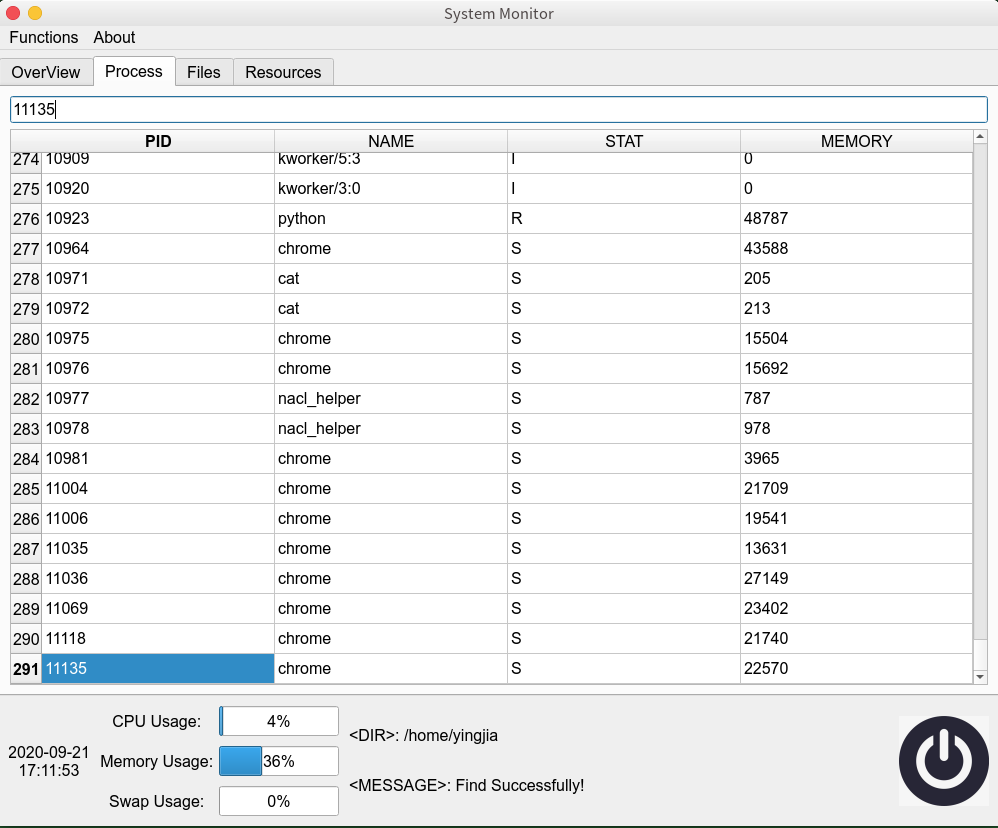 System Monitor
Functions About
OverView Process Files Resources
11135
PID NAME STAT MEMORY
274 10909 kworker/5:3 I 0
275 10920 kworker/3:0 I 0
276 10923 python R 48787
277 10964 chrome S 43588
278 10971 cat S 205
279 10972 cat S 213
280 10975 chrome S 15504
281 10976 chrome S 15692
282 10977 nacl_helper S 787
283 10978 nacl_helper S 978
284 10981 chrome S 3965
285 11004 chrome S 21709
286 11006 chrome S 19541
287 11035 chrome S 13631
288 11036 chrome S 27149
289 11069 chrome S 23402
290 11118 chrome S 21740
291 11135 chrome S 22570
CPU Usage: 4%
<DIR>: /home/yingjia
2020-09-21
17:11:53
Memory Usage: 36%
<MESSAGE>: Find Successfully!
Swap Usage: 0%